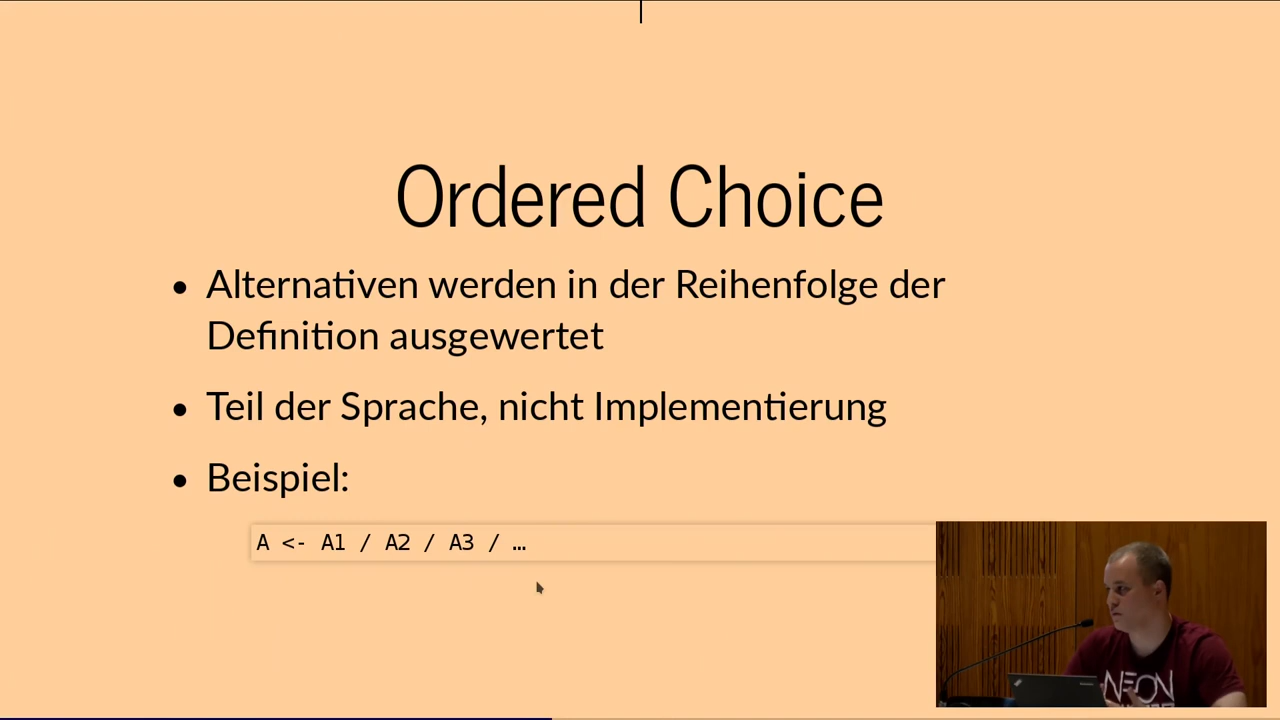 Ordered Choice
• Alternativen werden in der Reihenfolge der
Definition ausgewertet
• Teil der Sprache, nicht Implementierung
• Beispiel:
A <- A1 / A2 / A3 / …
NEON